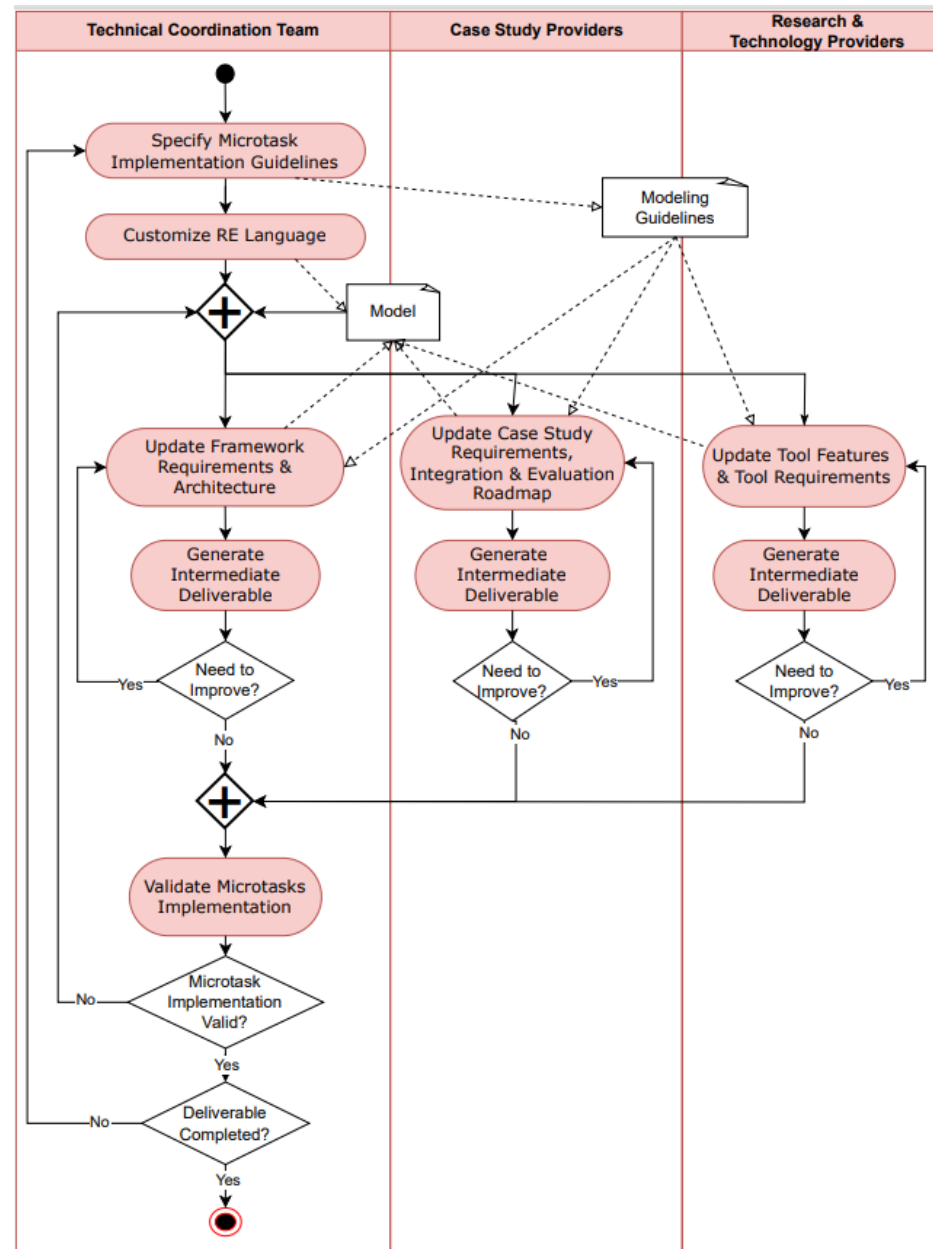 Technical Coordination Team
Case Study Providers
Research &
Technology Providers
Specify Microtask
Implementation Guidelines
Modeling
Guidelines
Customize RE Language
Model
Update Framework
Requirements &
Architecture
Update Case Study
Requirements,
Integration & Evaluation
Roadmap
Update Tool Features
& Tool Requirements
Generate
Intermediate
Deliverable
Generate
Intermediate
Deliverable
Generate
Intermediate
Deliverable
Need to
Improve?
Yes
No
Need to
Improve?
Yes
No
Need to
Improve?
Yes
No
Validate Microtasks
Implementation
Microtask
Implementation
Valid?
No
Yes
Deliverable
Completed?
No
Yes